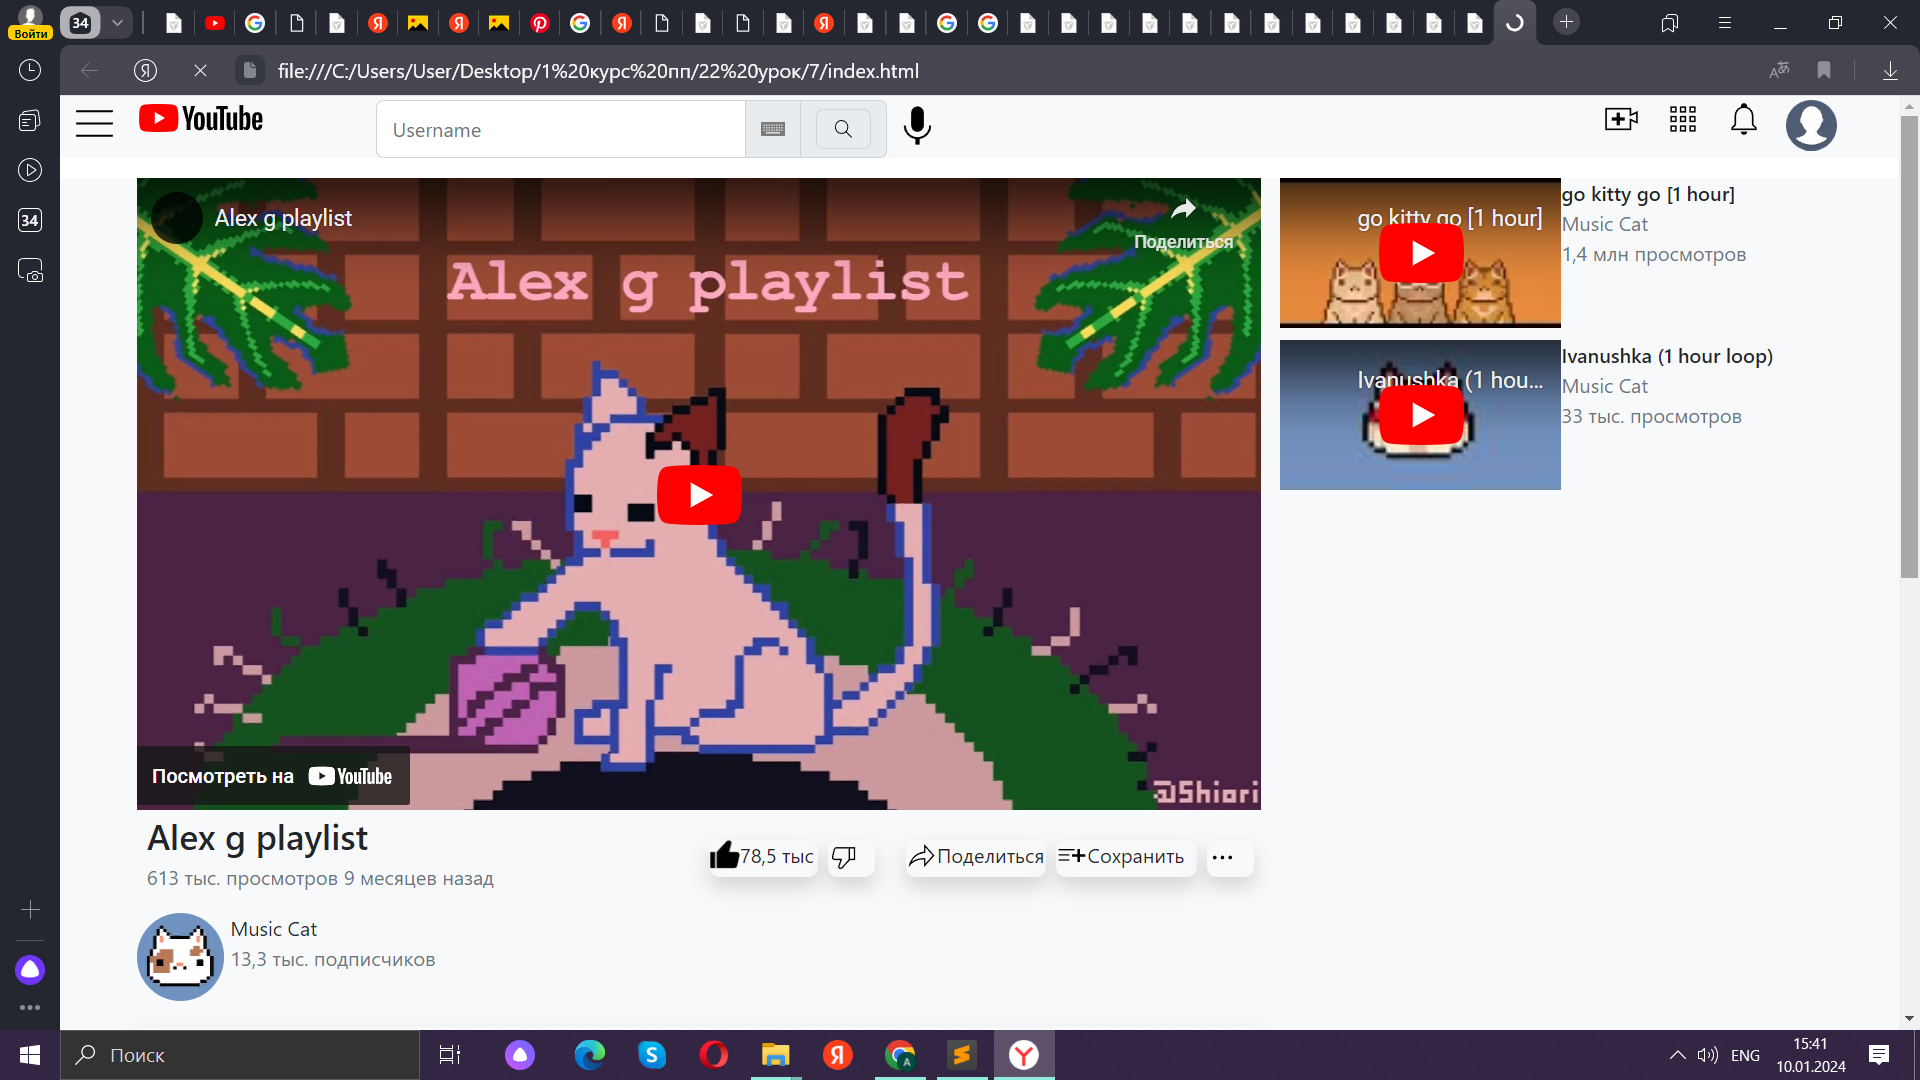 34
Войти
file:///C:/Users/User/Desktop/1%20курс%20пп/22%20урок/7/index.html
34
YouTube
Username
Alex g playlist
Поделиться
Alex g playlist
@Shiori
Посмотреть на YouTube
go kitty go [1 hour]
go kitty go [1 hour]
Music Cat
1,4 млн просмотров
Ivanushka (1 hou...
Ivanushka (1 hour loop)
Music Cat
33 тыс. просмотров
Alex g playlist
613 тыс. просмотров 9 месяцев назад
78,5 тыс
Поделиться
Сохранить
Music Cat
13,3 тыс. подписчиков
Поиск
ENG
15:41
10.01.2024